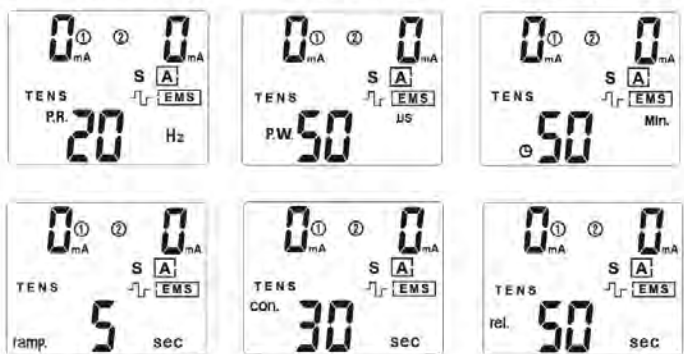 0 mA ① ② 0 mA
S A
TENS EMS
P.R. 20 Hz
0 mA ① ② 0 mA
S A
TENS EMS
P.W. 50 µs
0 mA ① ② 0 mA
S A
TENS EMS
50 Min.
0 mA ① ② 0 mA
S A
TENS EMS
ramp. 5 sec
0 mA ① ② 0 mA
S A
TENS EMS
con. 30 sec
0 mA ① ② 0 mA
S A
TENS EMS
rel. 50 sec